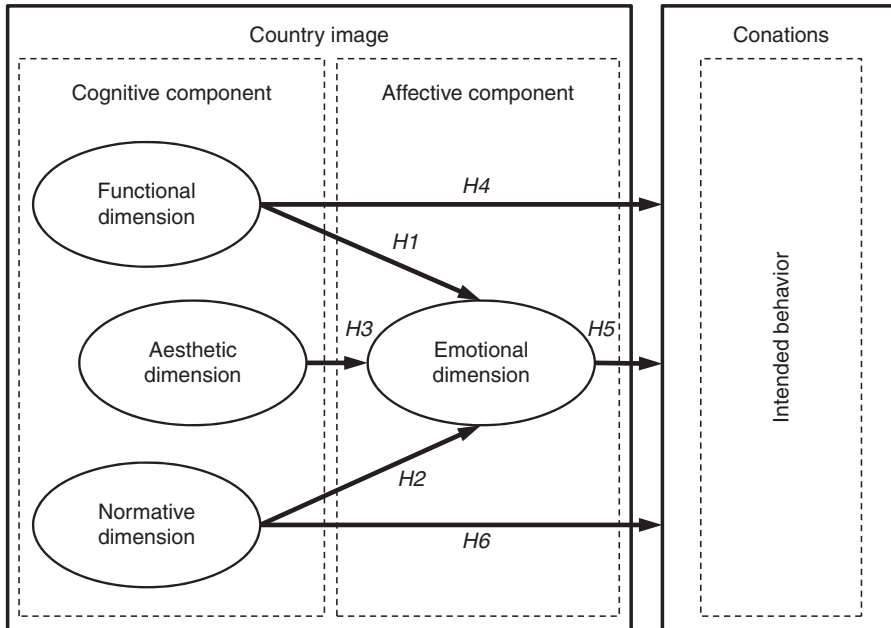 Country image
Conations
Cognitive component
Affective component
Functional
dimension
H4
H1
Aesthetic
dimension
H3
Emotional
dimension
H5
Intended behavior
Normative
dimension
H2
H6